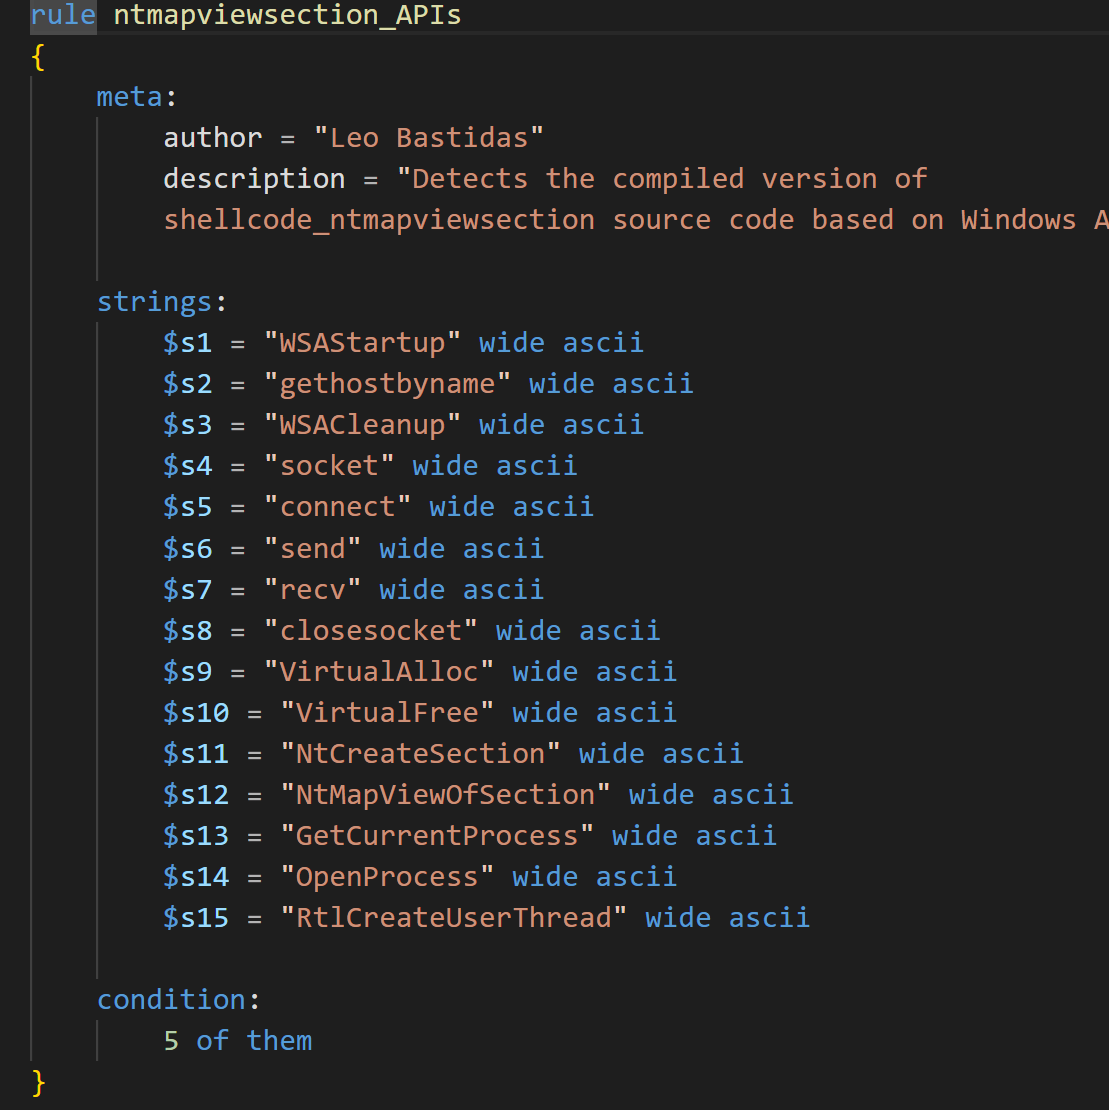 rule ntmapviewsection_APIs
{
    meta:
        author = "Leo Bastidas"
        description = "Detects the compiled version of
        shellcode_ntmapviewsection source code based on Windows A

    strings:
        $s1 = "WSAStartup" wide ascii
        $s2 = "gethostbyname" wide ascii
        $s3 = "WSACleanup" wide ascii
        $s4 = "socket" wide ascii
        $s5 = "connect" wide ascii
        $s6 = "send" wide ascii
        $s7 = "recv" wide ascii
        $s8 = "closesocket" wide ascii
        $s9 = "VirtualAlloc" wide ascii
        $s10 = "VirtualFree" wide ascii
        $s11 = "NtCreateSection" wide ascii
        $s12 = "NtMapViewOfSection" wide ascii
        $s13 = "GetCurrentProcess" wide ascii
        $s14 = "OpenProcess" wide ascii
        $s15 = "RtlCreateUserThread" wide ascii

    condition:
        5 of them
}